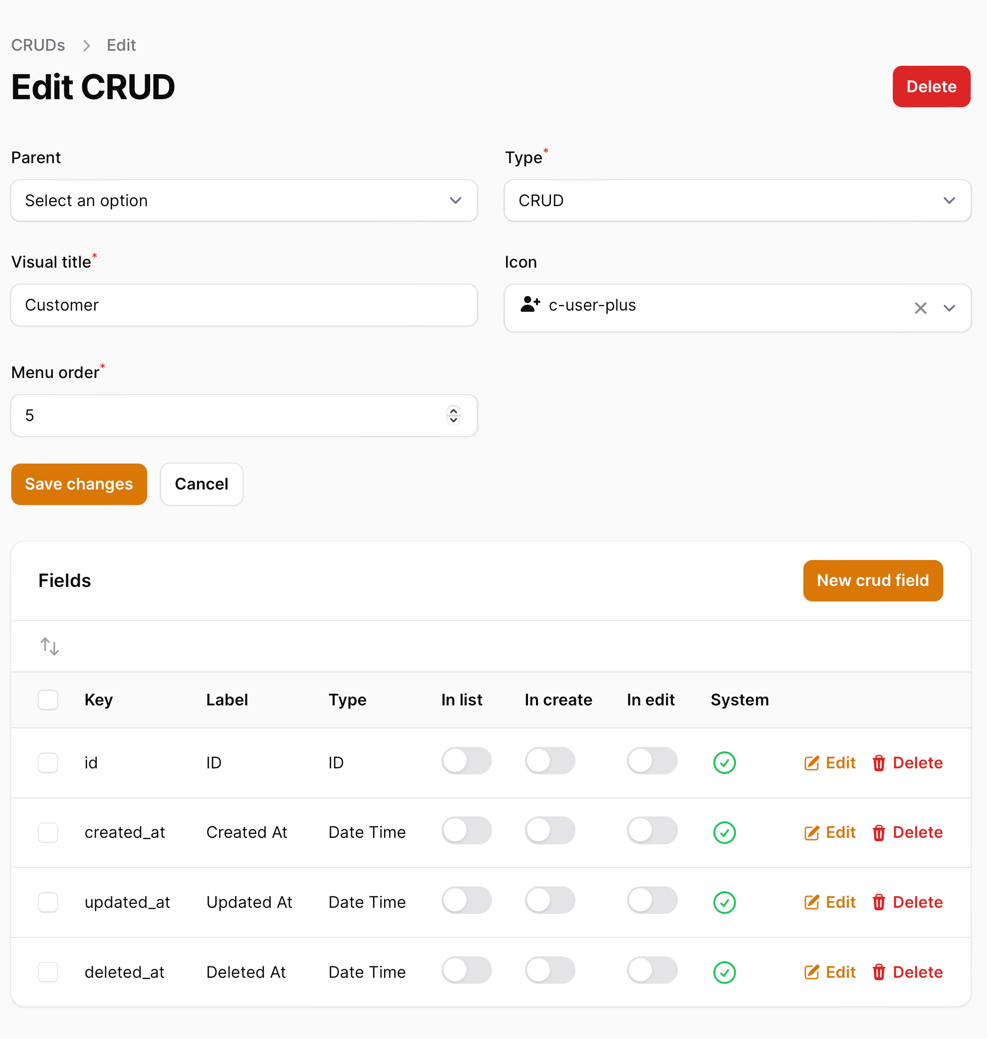 CRUDs > Edit
Edit CRUD
Delete
Parent Type*
Select an option CRUD
Visual title* Icon
Customer c-user-plus
Menu order*
5
Save changes Cancel
Fields New crud field
Key Label Type In list In create In edit System
id ID ID Edit Delete
created_at Created At Date Time Edit Delete
updated_at Updated At Date Time Edit Delete
deleted_at Deleted At Date Time Edit Delete